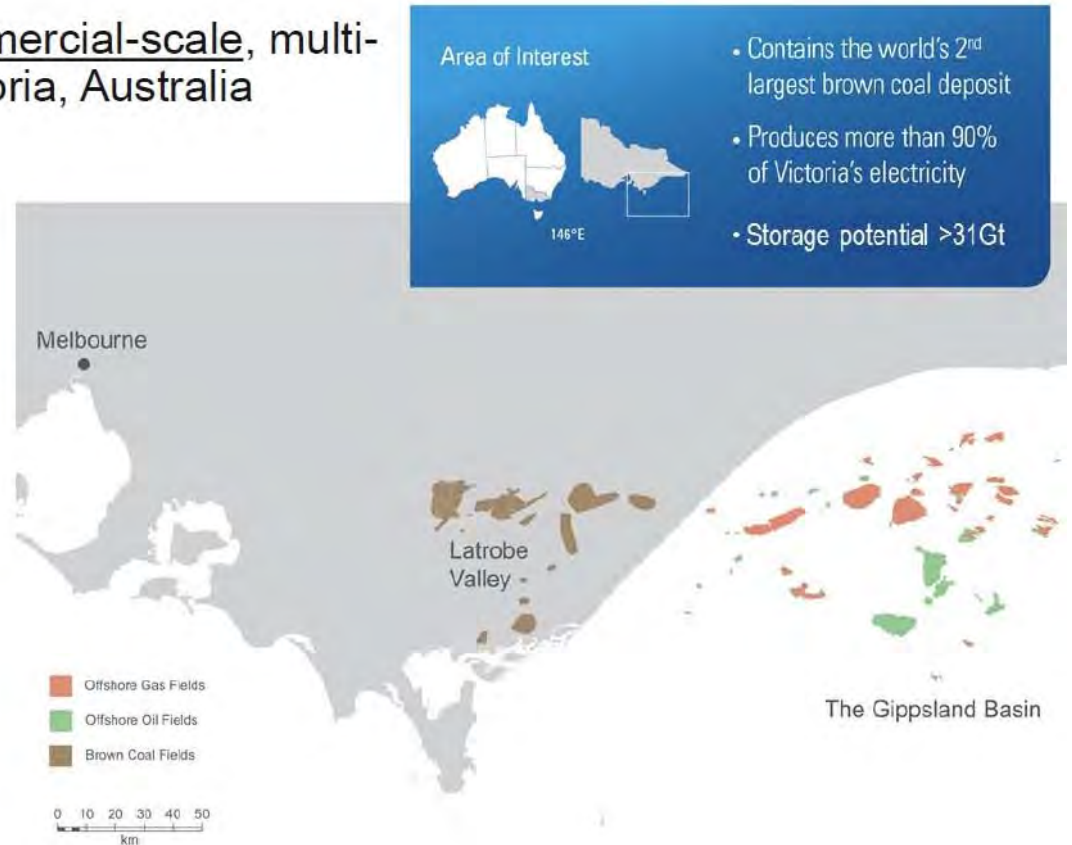 mercial-scale, multi-
oria, Australia
Area of Interest
146°E
• Contains the world's 2nd
largest brown coal deposit
• Produces more than 90%
of Victoria's electricity
• Storage potential >31Gt
Melbourne
Latrobe
Valley
The Gippsland Basin
Offshore Gas Fields
Offshore Oil Fields
Brown Coal Fields
0 10 20 30 40 50
km